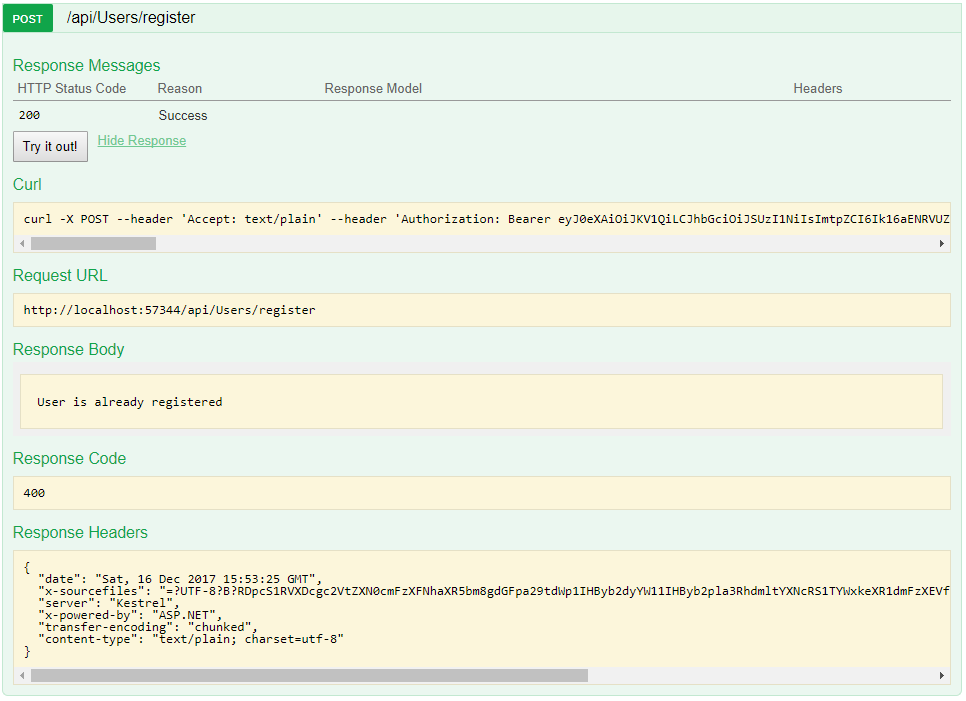 POST /api/Users/register
Response Messages
HTTP Status Code Reason Response Model Headers
200 Success
Try it out! Hide Response
Curl
curl -X POST --header 'Accept: text/plain' --header 'Authorization: Bearer eyJ0eXAiOiJKV1QiLCJhbGciOiJSUzI1NiIsImtpZCI6Ik16aENRVUZ
Request URL
http://localhost:57344/api/Users/register
Response Body
User is already registered
Response Code
400
Response Headers
{
"date": "Sat, 16 Dec 2017 15:53:25 GMT",
"x-sourcefiles": "=?UTF-8?B?RDpcS1RVXDcgc2VtZXN0cmFzXFNhaXR5bm8gdGFpa29tdWp1IHByb2dyYW11IHByb2pla3RhdmltYXNcRS1TYWxkeXR1dmFzXEVf
"server": "Kestrel",
"x-powered-by": "ASP.NET",
"transfer-encoding": "chunked",
"content-type": "text/plain; charset=utf-8"
}